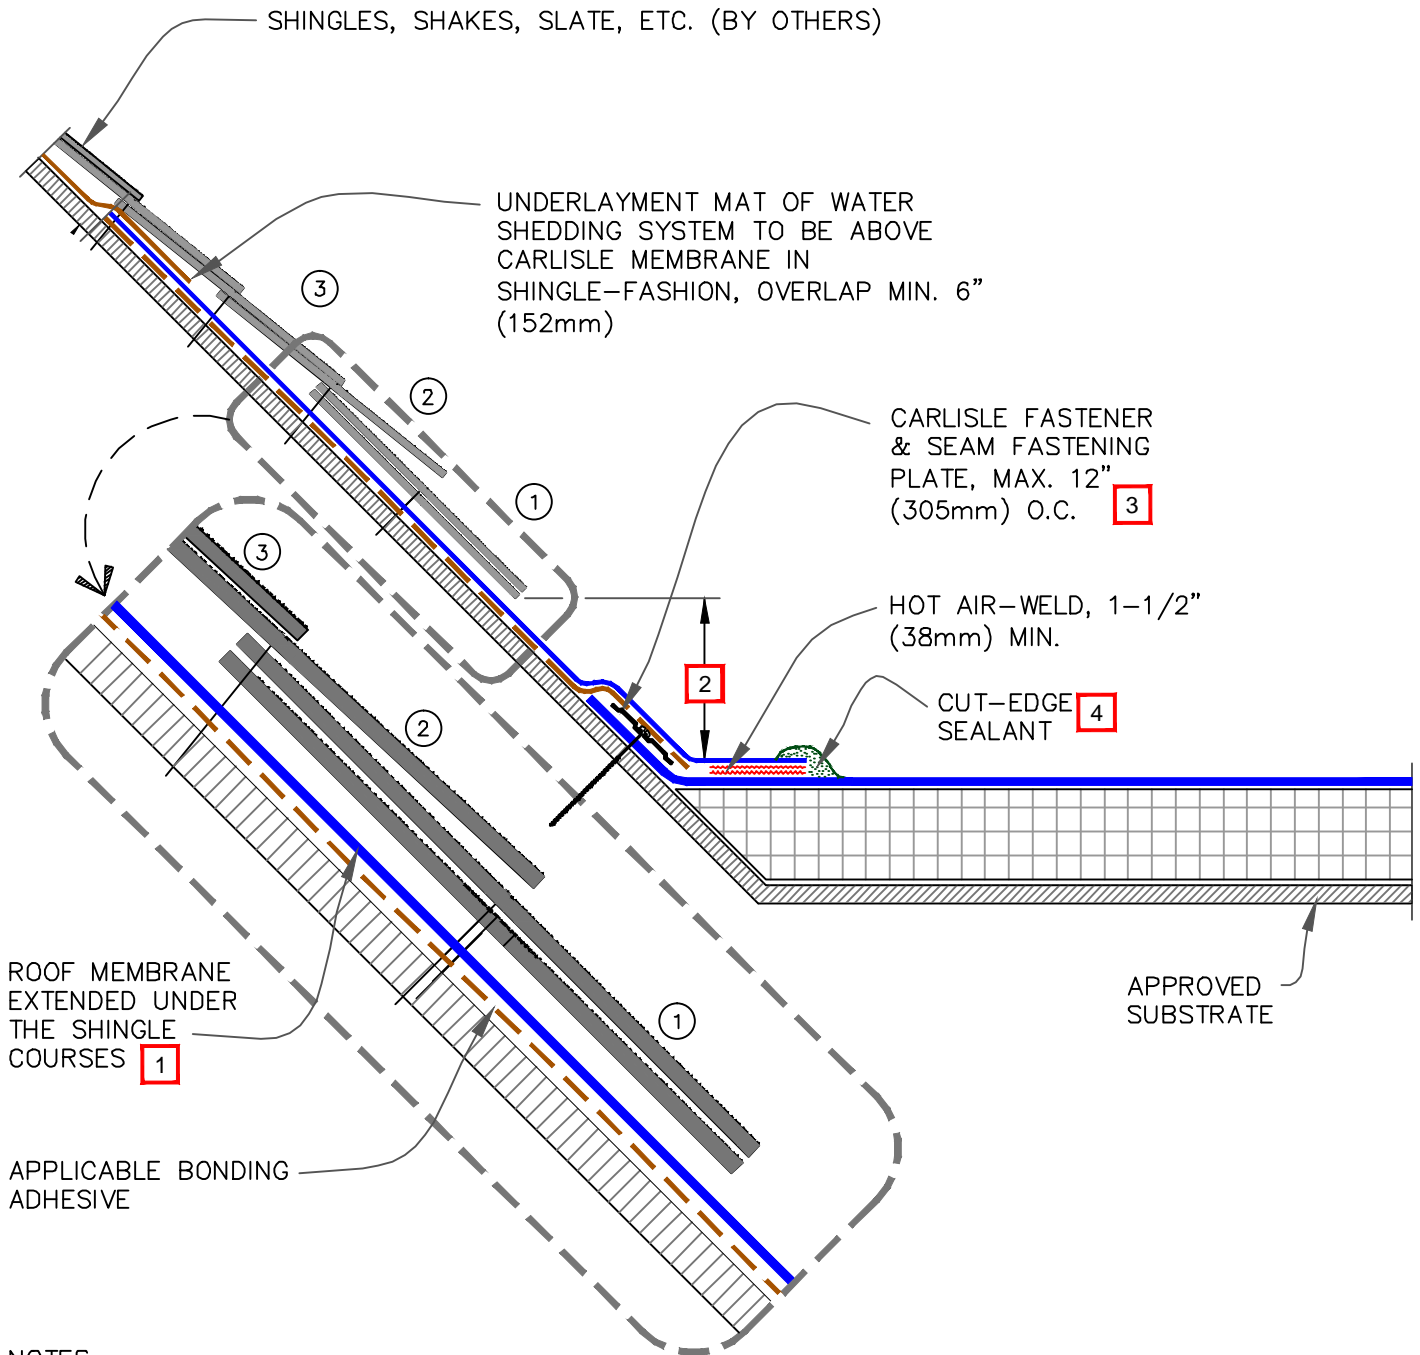 SHINGLES, SHAKES, SLATE, ETC. (BY OTHERS)
UNDERLAYMENT MAT OF WATER
SHEDDING SYSTEM TO BE ABOVE
CARLISLE MEMBRANE IN
SHINGLE-FASHION, OVERLAP MIN. 6"
(152mm)
3
2
1
CARLISLE FASTENER
& SEAM FASTENING
PLATE, MAX. 12"
(305mm) O.C. 3
HOT AIR-WELD, 1-1/2"
(38mm) MIN.
2
CUT-EDGE 4
SEALANT
3
2
1
ROOF MEMBRANE
EXTENDED UNDER
THE SHINGLE
COURSES 1
APPROVED
SUBSTRATE
APPLICABLE BONDING
ADHESIVE